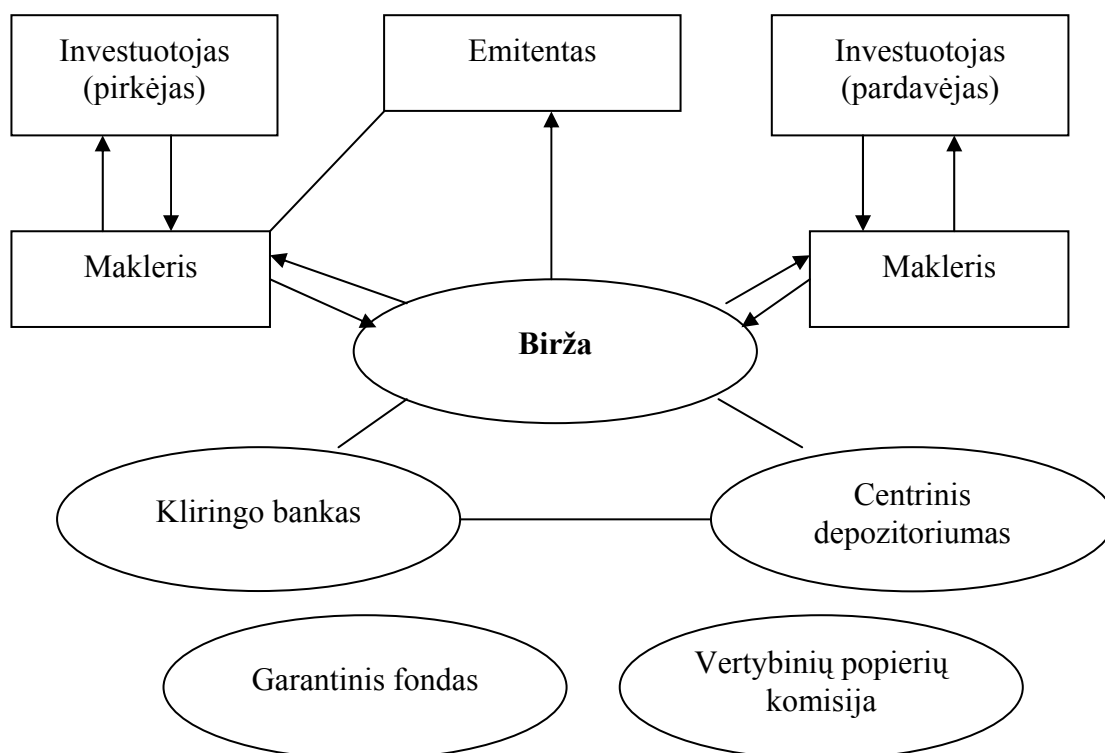 Investuotojas
(pirkėjas)
Emitentas
Investuotojas
(pardavėjas)
Makleris
Makleris
Birža
Kliringo bankas
Centrinis
depozitoriumas
Garantinis fondas
Vertybinių popierių
komisija